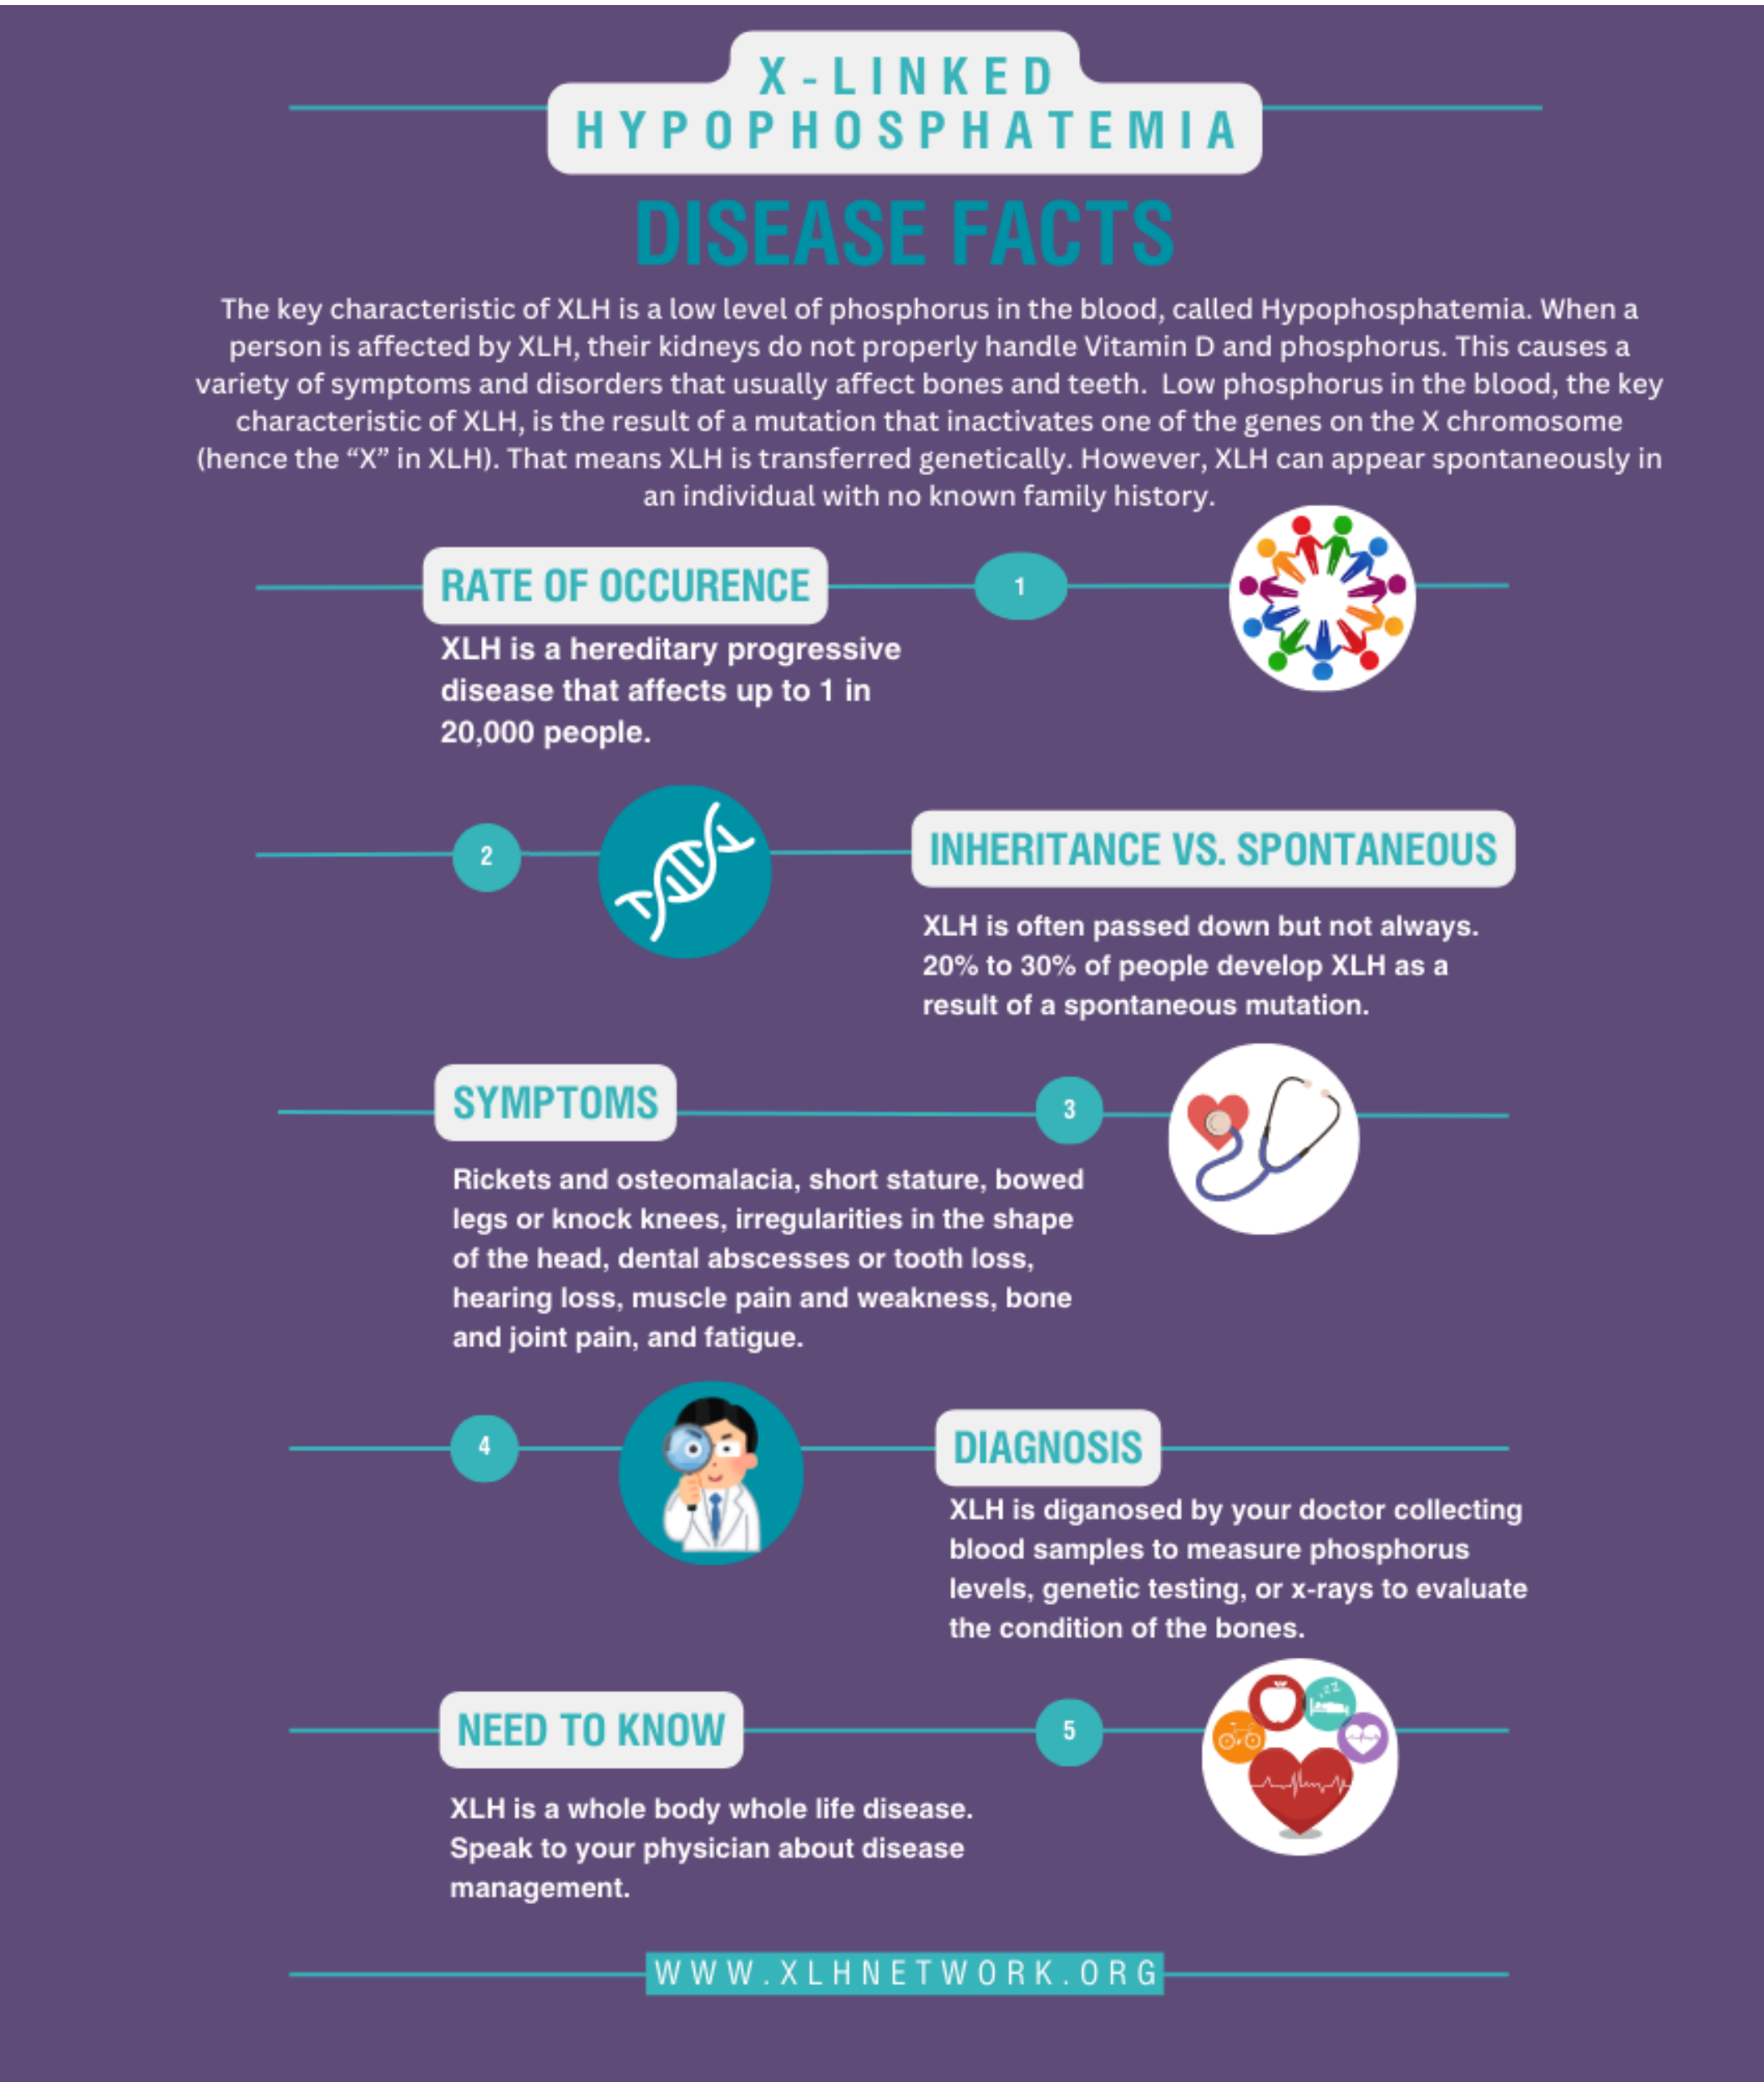 X-LINKED
HYPOPHOSPHATEMIA
DISEASE FACTS
The key characteristic of XLH is a low level of phosphorus in the blood, called Hypophosphatemia. When a
person is affected by XLH, their kidneys do not properly handle Vitamin D and phosphorus. This causes a
variety of symptoms and disorders that usually affect bones and teeth. Low phosphorus in the blood, the key
characteristic of XLH, is the result of a mutation that inactivates one of the genes on the X chromosome
(hence the “X” in XLH). That means XLH is transferred genetically. However, XLH can appear spontaneously in
an individual with no known family history.
RATE OF OCCURENCE
1
XLH is a hereditary progressive
disease that affects up to 1 in
20,000 people.
2
INHERITANCE VS. SPONTANEOUS
XLH is often passed down but not always.
20% to 30% of people develop XLH as a
result of a spontaneous mutation.
SYMPTOMS
3
Rickets and osteomalacia, short stature, bowed
legs or knock knees, irregularities in the shape
of the head, dental abscesses or tooth loss,
hearing loss, muscle pain and weakness, bone
and joint pain, and fatigue.
4
DIAGNOSIS
XLH is diganosed by your doctor collecting
blood samples to measure phosphorus
levels, genetic testing, or x-rays to evaluate
the condition of the bones.
NEED TO KNOW
5
zzz
XLH is a whole body whole life disease.
Speak to your physician about disease
management.
WWW.XLHNETWORK.ORG